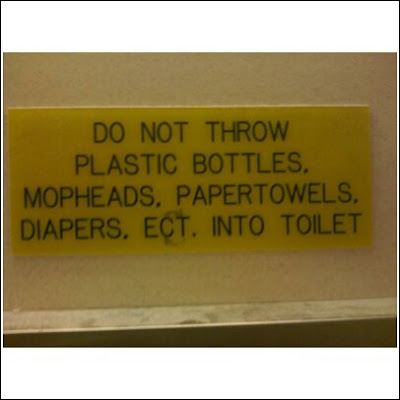 DO NOT THROW
PLASTIC BOTTLES,
MOPHEADS, PAPERTOWELS,
DIAPERS, ECT. INTO TOILET